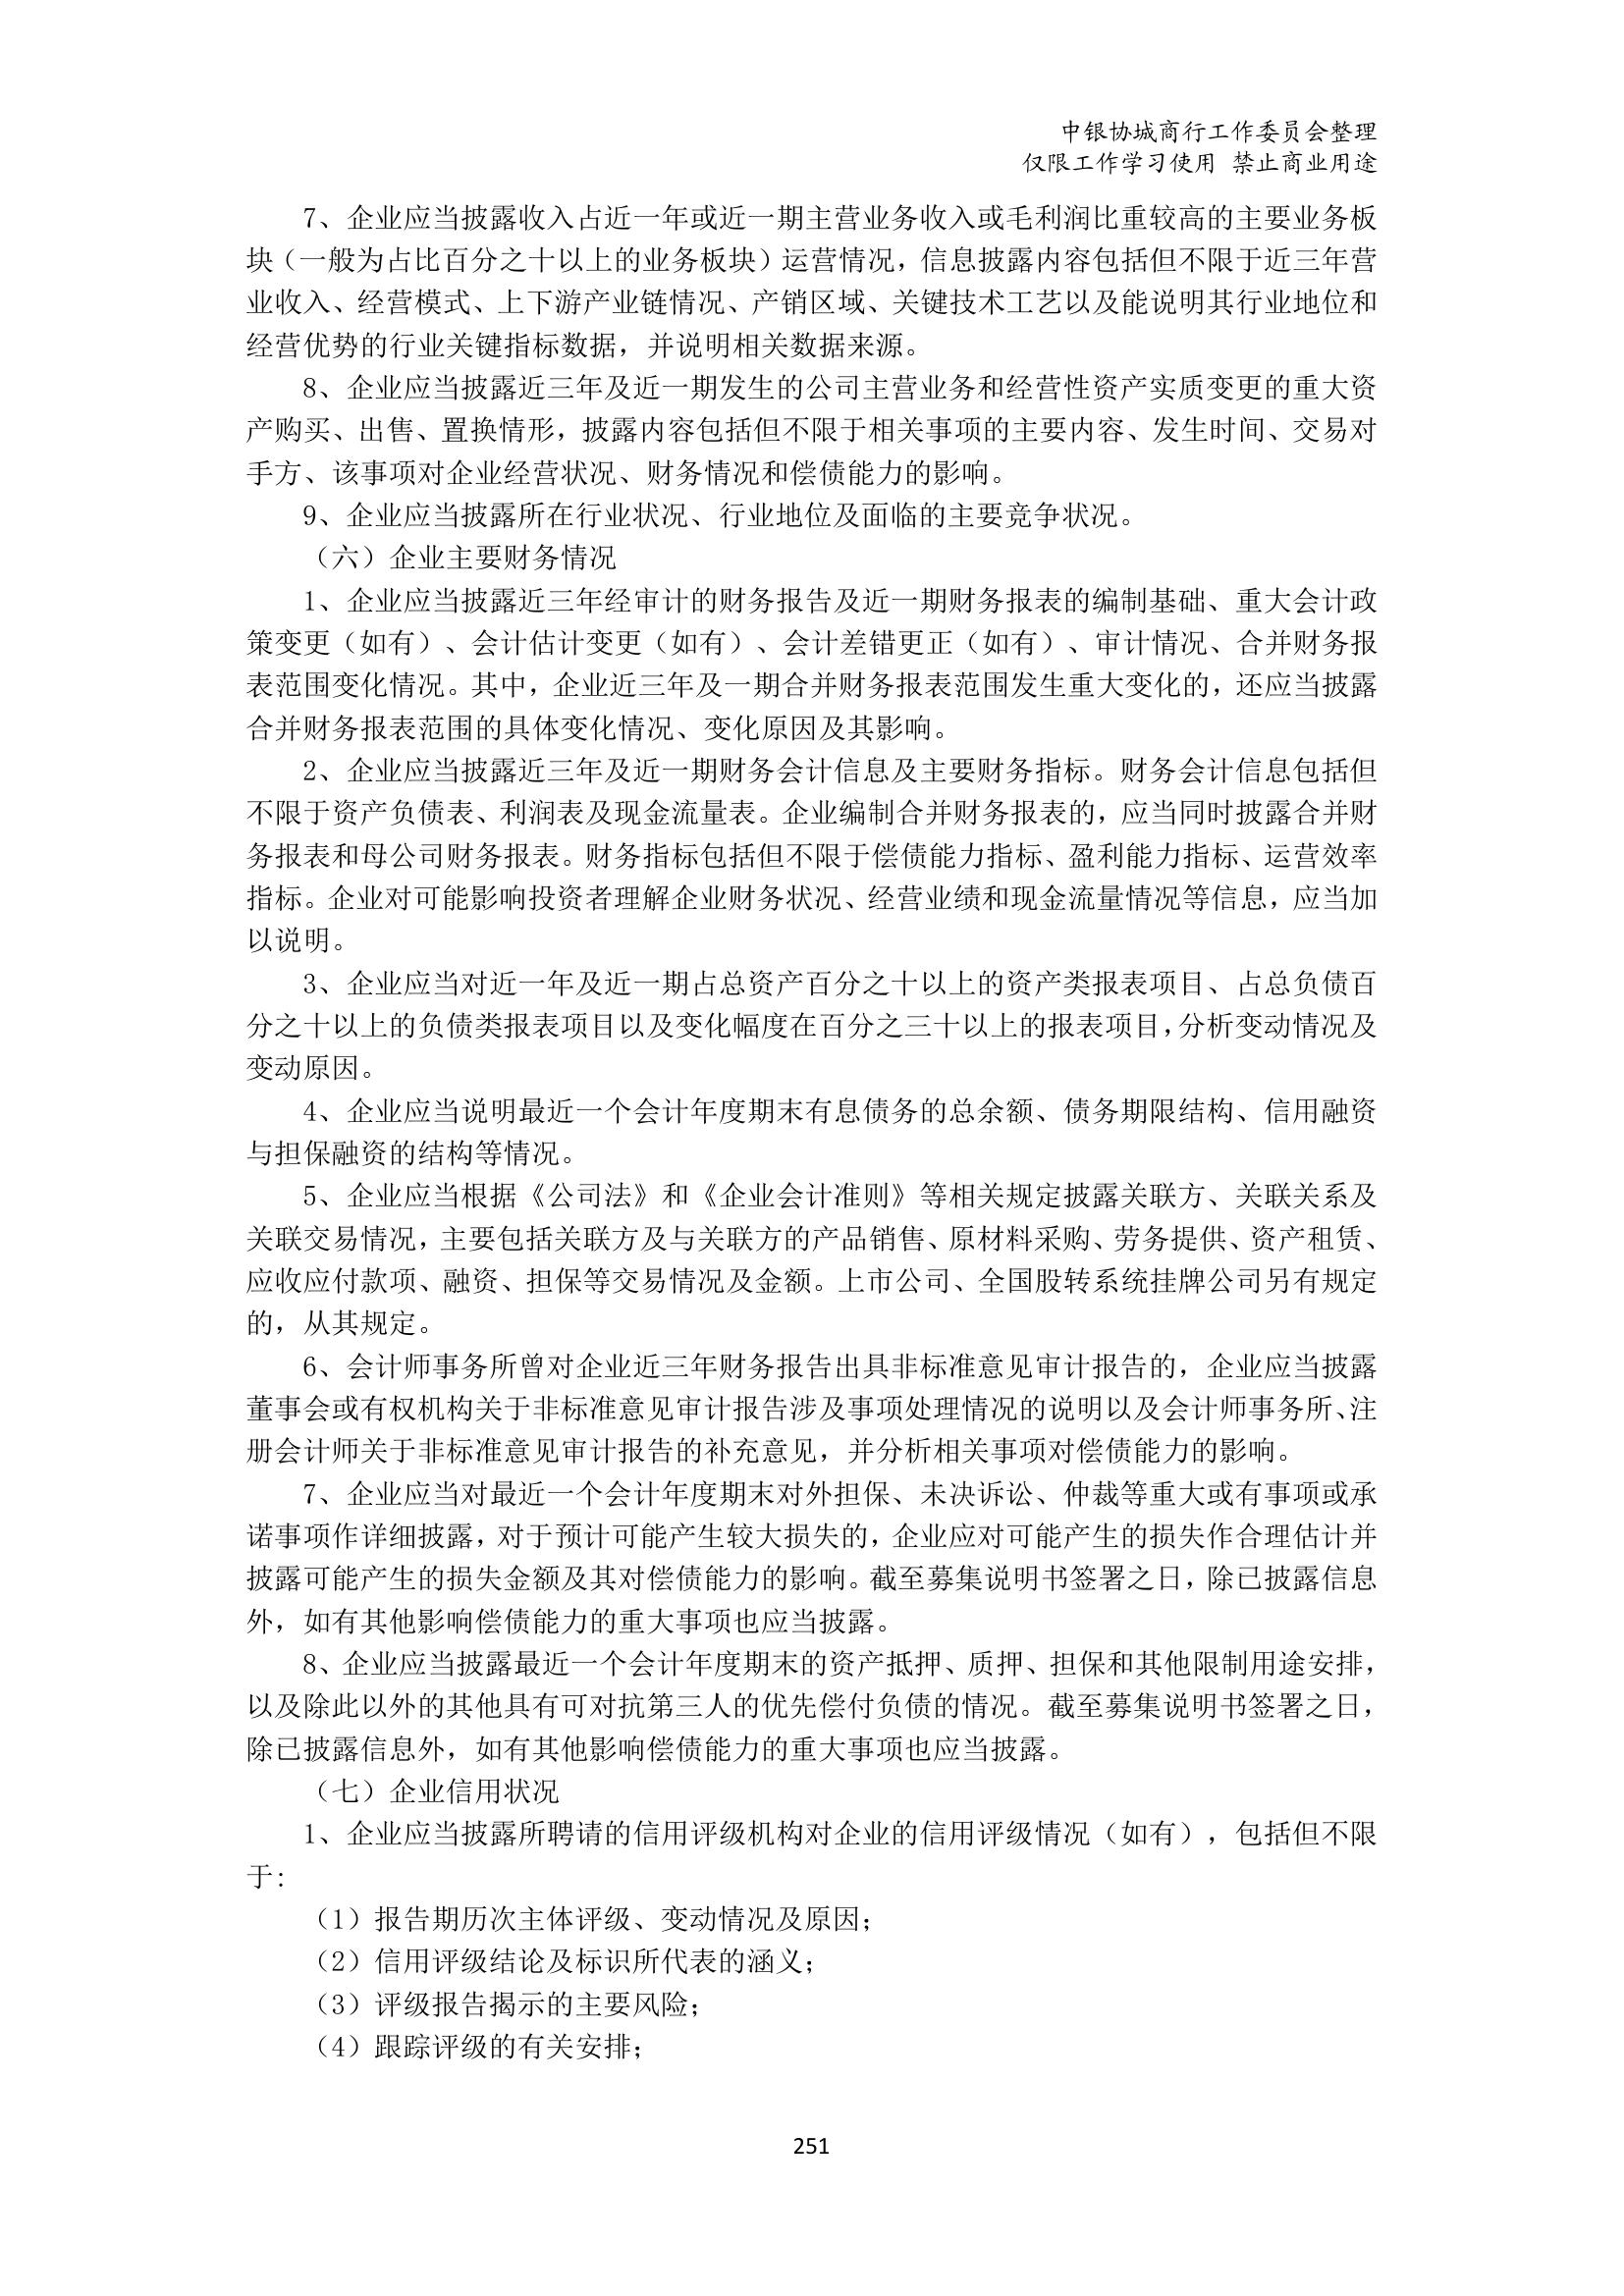 中银协城商行工作委员会整理
仅限工作学习使用 禁止商业用途
7、企业应当披露收入占近一年或近一期主营业务收入或毛利润比重较高的主要业务板
块（一般为占比百分之十以上的业务板块）运营情况，信息披露内容包括但不限于近三年营
业收入、经营模式、上下游产业链情况、产销区域、关键技术工艺以及能说明其行业地位和
经营优势的行业关键指标数据，并说明相关数据来源。
8、企业应当披露近三年及近一期发生的公司主营业务和经营性资产实质变更的重大资
产购买、出售、置换情形，披露内容包括但不限于相关事项的主要内容、发生时间、交易对
手方、该事项对企业经营状况、财务情况和偿债能力的影响。
9、企业应当披露所在行业状况、行业地位及面临的主要竞争状况。
（六）企业主要财务情况
1、企业应当披露近三年经审计的财务报告及近一期财务报表的编制基础、重大会计政
策变更（如有）、会计估计变更（如有）、会计差错更正（如有）、审计情况、合并财务报
表范围变化情况。其中，企业近三年及一期合并财务报表范围发生重大变化的，还应当披露
合并财务报表范围的具体变化情况、变化原因及其影响。
2、企业应当披露近三年及近一期财务会计信息及主要财务指标。财务会计信息包括但
不限于资产负债表、利润表及现金流量表。企业编制合并财务报表的，应当同时披露合并财
务报表和母公司财务报表。财务指标包括但不限于偿债能力指标、盈利能力指标、运营效率
指标。企业对可能影响投资者理解企业财务状况、经营业绩和现金流量情况等信息，应当加
以说明。
3、企业应当对近一年及近一期占总资产百分之十以上的资产类报表项目、占总负债百
分之十以上的负债类报表项目以及变化幅度在百分之三十以上的报表项目，分析变动情况及
变动原因。
4、企业应当说明最近一个会计年度期末有息债务的总余额、债务期限结构、信用融资
与担保融资的结构等情况。
5、企业应当根据《公司法》和《企业会计准则》等相关规定披露关联方、关联关系及
关联交易情况，主要包括关联方及与关联方的产品销售、原材料采购、劳务提供、资产租赁、
应收应付款项、融资、担保等交易情况及金额。上市公司、全国股转系统挂牌公司另有规定
的，从其规定。
6、会计师事务所曾对企业近三年财务报告出具非标准意见审计报告的，企业应当披露
董事会或有权机构关于非标准意见审计报告涉及事项处理情况的说明以及会计师事务所、注
册会计师关于非标准意见审计报告的补充意见，并分析相关事项对偿债能力的影响。
7、企业应当对最近一个会计年度期末对外担保、未决诉讼、仲裁等重大或有事项或承
诺事项作详细披露，对于预计可能产生较大损失的，企业应对可能产生的损失作合理估计并
披露可能产生的损失金额及其对偿债能力的影响。截至募集说明书签署之日，除已披露信息
外，如有其他影响偿债能力的重大事项也应当披露。
8、企业应当披露最近一个会计年度期末的资产抵押、质押、担保和其他限制用途安排，
以及除此以外的其他具有可对抗第三人的优先偿付负债的情况。截至募集说明书签署之日，
除已披露信息外，如有其他影响偿债能力的重大事项也应当披露。
（七）企业信用状况
1、企业应当披露所聘请的信用评级机构对企业的信用评级情况（如有），包括但不限
于：
（1）报告期历次主体评级、变动情况及原因；
（2）信用评级结论及标识所代表的涵义；
（3）评级报告揭示的主要风险；
（4）跟踪评级的有关安排；
251